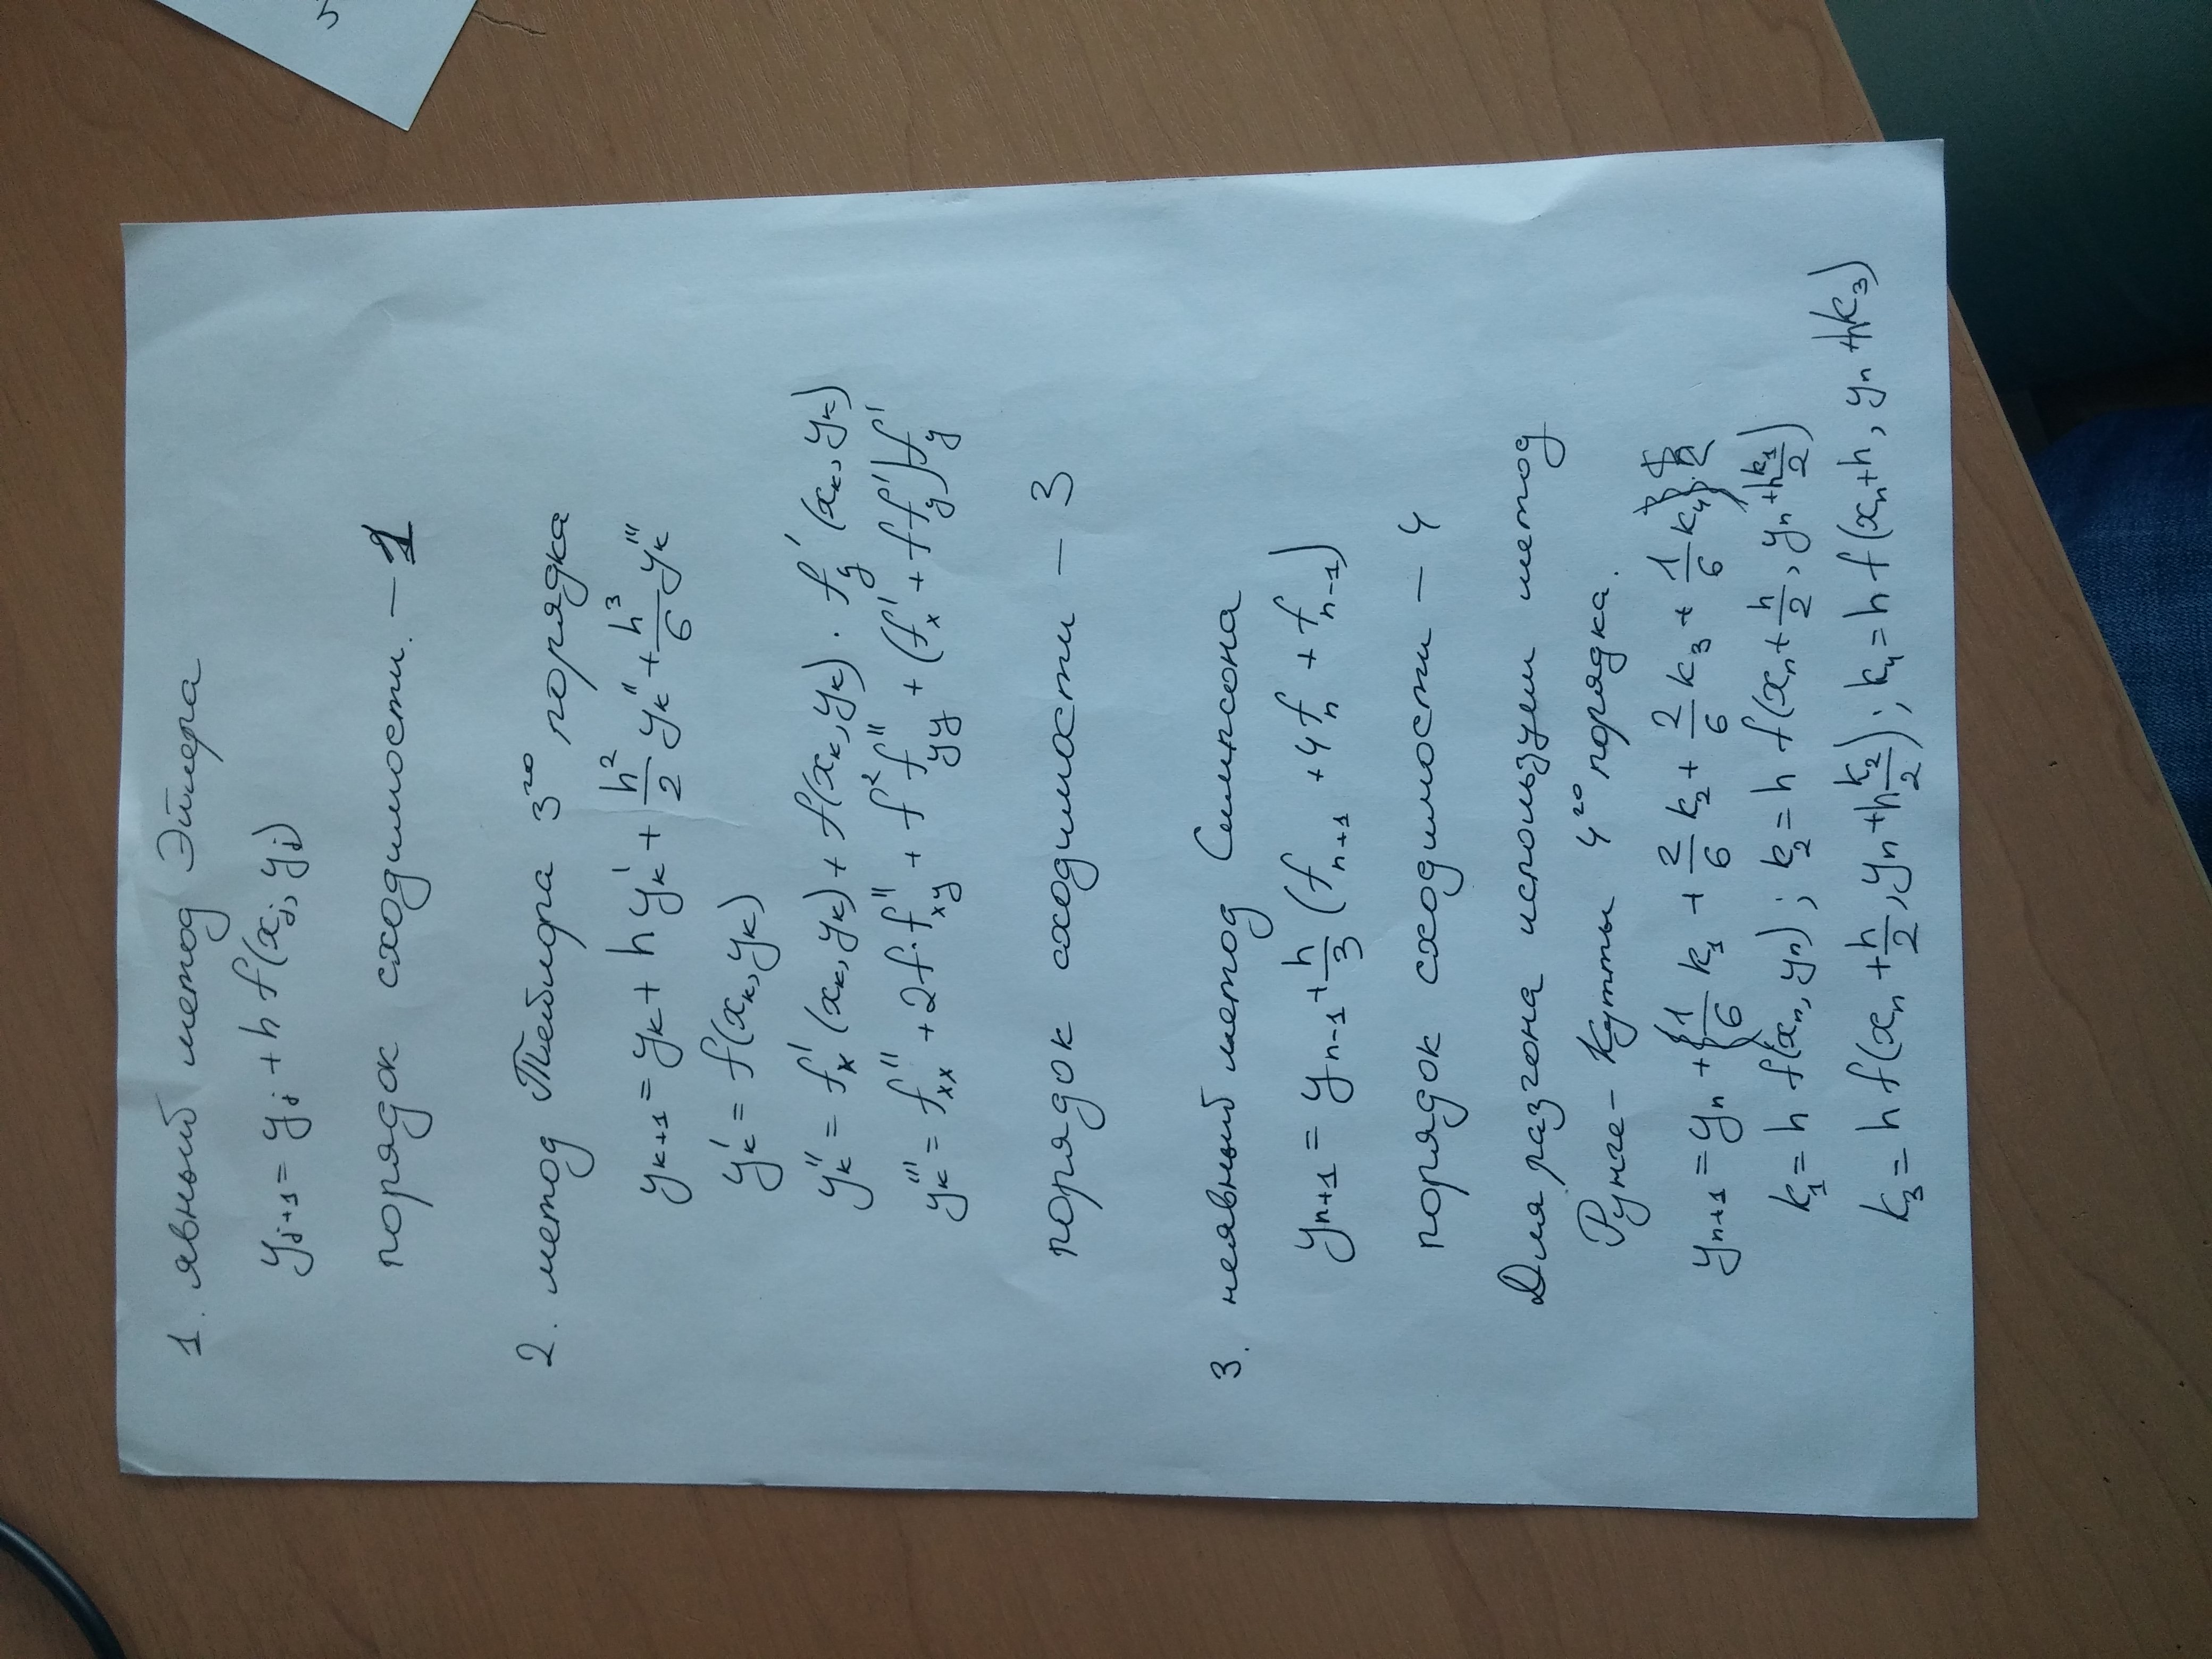 1. явный метод Эйлера
y_{j+1} = y_j + h f(x_j, y_j)
порядок сходимости. – 1
2. метод Тейлора 3^{го} порядка
y_{k+1} = y_k + h y_k' + \frac{h^2}{2} y_k'' + \frac{h^3}{6} y_k'''
y_k' = f(x_k, y_k)
y_k'' = f_x'(x_k, y_k) + f(x_k, y_k) · f_y'(x_k, y_k)
y_k''' = f_{xx}'' + 2f · f_{xy}'' + f^2 f_{yy}'' + (f_x' + f f_y') f_y'
порядок сходимости – 3
3. неявный метод Симпсона
y_{n+1} = y_{n-1} + \frac{h}{3} (f_{n+1} + 4f_n + f_{n-1})
порядок сходимости – 4
Для разгона используем метод
Рунге-Кутты 4^{го} порядка.
y_{n+1} = y_n + \frac{1}{6} k_1 + \frac{2}{6} k_2 + \frac{2}{6} k_3 + \frac{1}{6} k_4
k_1 = h f(x_n, y_n); k_2 = h f(x_n + \frac{h}{2}, y_n + h\frac{k_1}{2})
k_3 = h f(x_n + \frac{h}{2}, y_n + h\frac{k_2}{2}); k_4 = h f(x_n + h, y_n + h k_3)